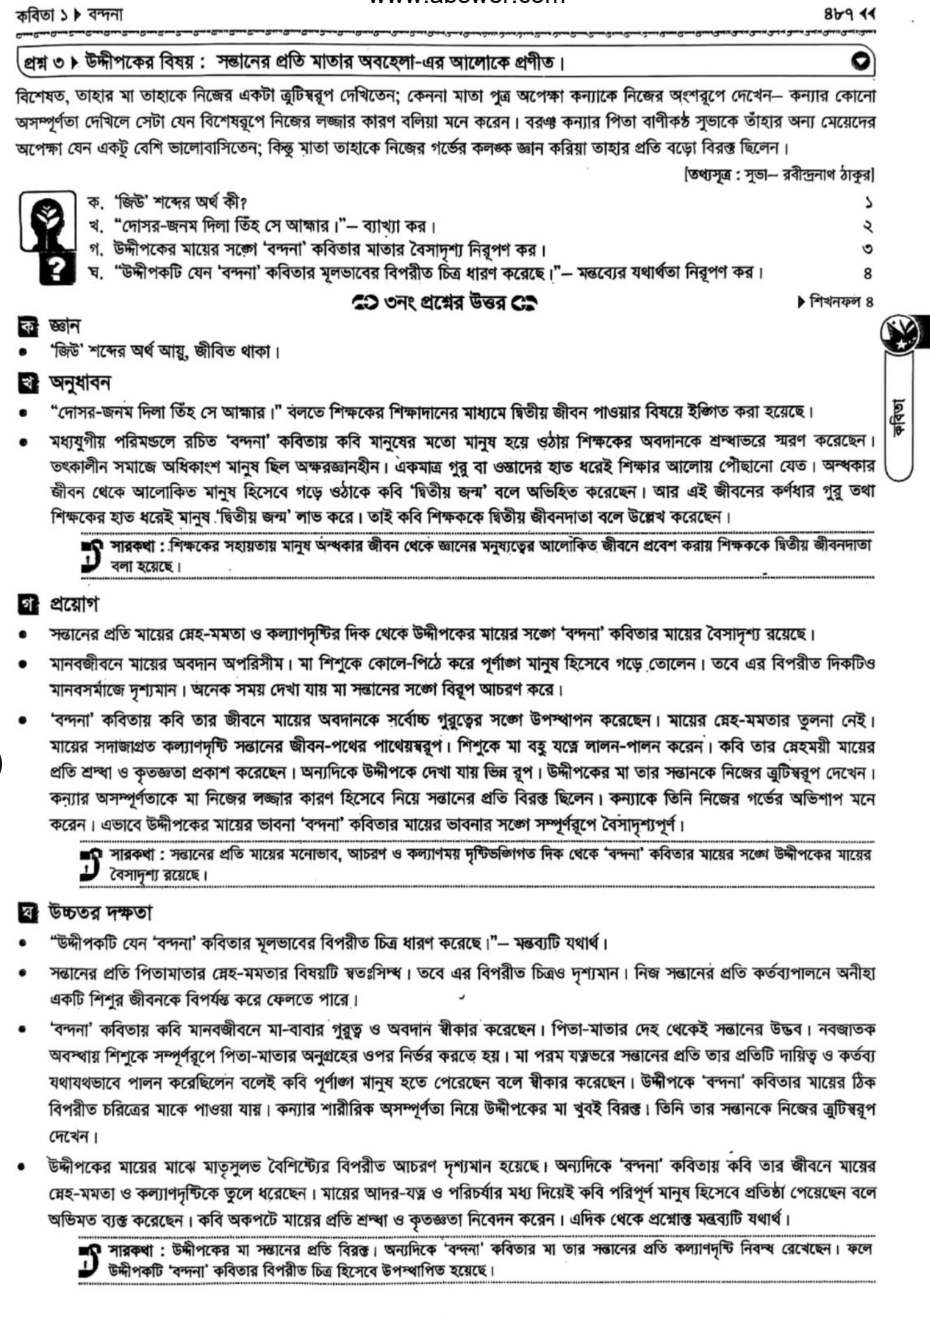 কবিতা ১ ▶ বন্দনা
৪৮৭ ◀◀
প্রশ্ন ৩ ▶ উদ্দীপকের বিষয় : সন্তানের প্রতি মাতার অবহেলা-এর আলোকে প্রণীত।
বিশেষত, তাহার মা তাহাকে নিজের একটা ত্রুটিস্বরূপ দেখিতেন; কেননা মাতা পুত্র অপেক্ষা কন্যাকে নিজের অংশরূপে দেখেন– কন্যার কোনো
অসম্পূর্ণতা দেখিলে সেটা যেন বিশেষরূপে নিজের লজ্জার কারণ বলিয়া মনে করেন। বরঞ্চ কন্যার পিতা বাণীকণ্ঠ সুভাকে তাঁহার অন্য মেয়েদের
অপেক্ষা যেন একটু বেশি ভালোবাসিতেন; কিন্তু মাতা তাহাকে নিজের গর্ভের কলঙ্ক জ্ঞান করিয়া তাহার প্রতি বড়ো বিরক্ত ছিলেন।
[তথ্যসূত্র : সুভা– রবীন্দ্রনাথ ঠাকুর]
ক. ‘জিউ’ শব্দের অর্থ কী? ১
খ. “দোসর-জনম দিলা তিঁহ সে আহ্মার।”– ব্যাখ্যা কর। ২
গ. উদ্দীপকের মায়ের সঙ্গে ‘বন্দনা’ কবিতার মাতার বৈসাদৃশ্য নিরূপণ কর। ৩
ঘ. “উদ্দীপকটি যেন ‘বন্দনা’ কবিতার মূলভাবের বিপরীত চিত্র ধারণ করেছে।”– মন্তব্যের যথার্থতা নিরূপণ কর। ৪
৩নং প্রশ্নের উত্তর
▶ শিখনফল ৪
ক জ্ঞান
• ‘জিউ’ শব্দের অর্থ আয়ু, জীবিত থাকা।
খ অনুধাবন
• “দোসর-জনম দিলা তিঁহ সে আহ্মার।” বলতে শিক্ষকের শিক্ষাদানের মাধ্যমে দ্বিতীয় জীবন পাওয়ার বিষয়ে ইঙ্গিত করা হয়েছে।
• মধ্যযুগীয় পরিমন্ডলে রচিত ‘বন্দনা’ কবিতায় কবি মানুষের মতো মানুষ হয়ে ওঠায় শিক্ষকের অবদানকে শ্রদ্ধাভরে স্মরণ করেছেন।
তৎকালীন সমাজে অধিকাংশ মানুষ ছিল অক্ষরজ্ঞানহীন। একমাত্র গুরু বা ওস্তাদের হাত ধরেই শিক্ষার আলোয় পৌঁছানো যেত। অন্ধকার
জীবন থেকে আলোকিত মানুষ হিসেবে গড়ে ওঠাকে কবি ‘দ্বিতীয় জন্ম’ বলে অভিহিত করেছেন। আর এই জীবনের কর্ণধার গুরু তথা
শিক্ষকের হাত ধরেই মানুষ ‘দ্বিতীয় জন্ম’ লাভ করে। তাই কবি শিক্ষককে দ্বিতীয় জীবনদাতা বলে উল্লেখ করেছেন।
সারকথা : শিক্ষকের সহায়তায় মানুষ অন্ধকার জীবন থেকে জ্ঞানের মনুষ্যত্বের আলোকিত জীবনে প্রবেশ করায় শিক্ষককে দ্বিতীয় জীবনদাতা
বলা হয়েছে।
কবিতা
গ প্রয়োগ
• সন্তানের প্রতি মায়ের স্নেহ-মমতা ও কল্যাণদৃষ্টির দিক থেকে উদ্দীপকের মায়ের সঙ্গে ‘বন্দনা’ কবিতার মায়ের বৈসাদৃশ্য রয়েছে।
• মানবজীবনে মায়ের অবদান অপরিসীম। মা শিশুকে কোলে-পিঠে করে পূর্ণাঙ্গ মানুষ হিসেবে গড়ে তোলেন। তবে এর বিপরীত দিকটিও
মানবসমাজে দৃশ্যমান। অনেক সময় দেখা যায় মা সন্তানের সঙ্গে বিরূপ আচরণ করে।
• ‘বন্দনা’ কবিতায় কবি তার জীবনে মায়ের অবদানকে সর্বোচ্চ গুরুত্বের সঙ্গে উপস্থাপন করেছেন। মায়ের স্নেহ-মমতার তুলনা নেই।
মায়ের সদাজাগ্রত কল্যাণদৃষ্টি সন্তানের জীবন-পথের পাথেয়স্বরূপ। শিশুকে মা বহু যত্নে লালন-পালন করেন। কবি তার স্নেহময়ী মায়ের
প্রতি শ্রদ্ধা ও কৃতজ্ঞতা প্রকাশ করেছেন। অন্যদিকে উদ্দীপকে দেখা যায় ভিন্ন রূপ। উদ্দীপকের মা তার সন্তানকে নিজের ত্রুটিস্বরূপ দেখেন।
কন্যার অসম্পূর্ণতাকে মা নিজের লজ্জার কারণ হিসেবে নিয়ে সন্তানের প্রতি বিরক্ত ছিলেন। কন্যাকে তিনি নিজের গর্ভের অভিশাপ মনে
করেন। এভাবে উদ্দীপকের মায়ের ভাবনা ‘বন্দনা’ কবিতার মায়ের ভাবনার সঙ্গে সম্পূর্ণরূপে বৈসাদৃশ্যপূর্ণ।
সারকথা : সন্তানের প্রতি মায়ের মনোভাব, আচরণ ও কল্যাণময় দৃষ্টিভঙ্গিগত দিক থেকে ‘বন্দনা’ কবিতার মায়ের সঙ্গে উদ্দীপকের মায়ের
বৈসাদৃশ্য রয়েছে।
ঘ উচ্চতর দক্ষতা
• “উদ্দীপকটি যেন ‘বন্দনা’ কবিতার মূলভাবের বিপরীত চিত্র ধারণ করেছে।”– মন্তব্যটি যথার্থ।
• সন্তানের প্রতি পিতামাতার স্নেহ-মমতার বিষয়টি স্বতঃসিদ্ধ। তবে এর বিপরীত চিত্রও দৃশ্যমান। নিজ সন্তানের প্রতি কর্তব্যপালনে অনীহা
একটি শিশুর জীবনকে বিপর্যস্ত করে ফেলতে পারে।
• ‘বন্দনা’ কবিতায় কবি মানবজীবনে মা-বাবার গুরুত্ব ও অবদান স্বীকার করেছেন। পিতা-মাতার দেহ থেকেই সন্তানের উদ্ভব। নবজাতক
অবস্থায় শিশুকে সম্পূর্ণরূপে পিতা-মাতার অনুগ্রহের ওপর নির্ভর করতে হয়। মা পরম যত্নভরে সন্তানের প্রতি তার প্রতিটি দায়িত্ব ও কর্তব্য
যথাযথভাবে পালন করেছিলেন বলেই কবি পূর্ণাঙ্গ মানুষ হতে পেরেছেন বলে স্বীকার করেছেন। উদ্দীপকে ‘বন্দনা’ কবিতার মায়ের ঠিক
বিপরীত চরিত্রের মাকে পাওয়া যায়। কন্যার শারীরিক অসম্পূর্ণতা নিয়ে উদ্দীপকের মা খুবই বিরক্ত। তিনি তার সন্তানকে নিজের ত্রুটিস্বরূপ
দেখেন।
• উদ্দীপকের মায়ের মাঝে মাতৃসুলভ বৈশিষ্ট্যের বিপরীত আচরণ দৃশ্যমান হয়েছে। অন্যদিকে ‘বন্দনা’ কবিতায় কবি তার জীবনে মায়ের
স্নেহ-মমতা ও কল্যাণদৃষ্টিকে তুলে ধরেছেন। মায়ের আদর-যত্ন ও পরিচর্যার মধ্য দিয়েই কবি পরিপূর্ণ মানুষ হিসেবে প্রতিষ্ঠা পেয়েছেন বলে
অভিমত ব্যক্ত করেছেন। কবি অকপটে মায়ের প্রতি শ্রদ্ধা ও কৃতজ্ঞতা নিবেদন করেন। এদিক থেকে প্রশ্নোক্ত মন্তব্যটি যথার্থ।
সারকথা : উদ্দীপকের মা সন্তানের প্রতি বিরক্ত। অন্যদিকে ‘বন্দনা’ কবিতার মা তার সন্তানের প্রতি কল্যাণদৃষ্টি নিবন্ধ রেখেছেন। ফলে
উদ্দীপকটি ‘বন্দনা’ কবিতার বিপরীত চিত্র হিসেবে উপস্থাপিত হয়েছে।